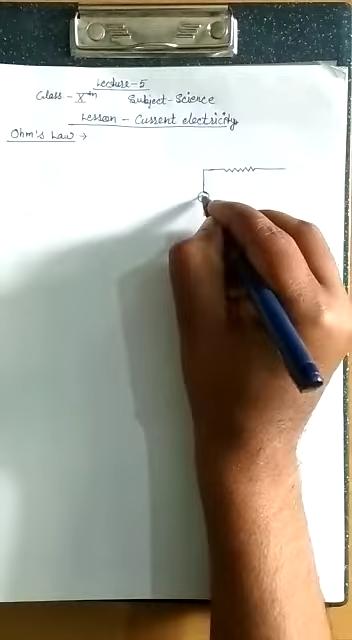 Lecture-5
Class - Xth Subject-Science
Lesson - Current electricity
Ohm's Law →